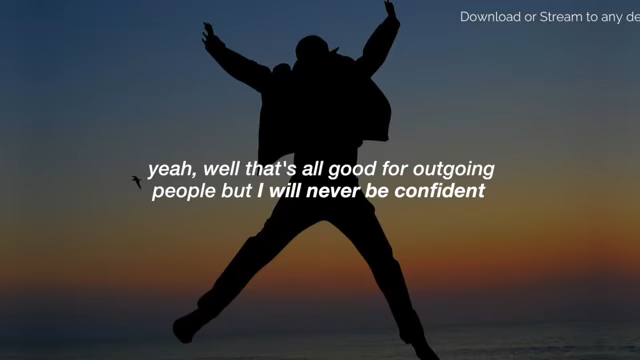 Download or Stream to any de
yeah, well that's all good for outgoing
people but I will never be confident